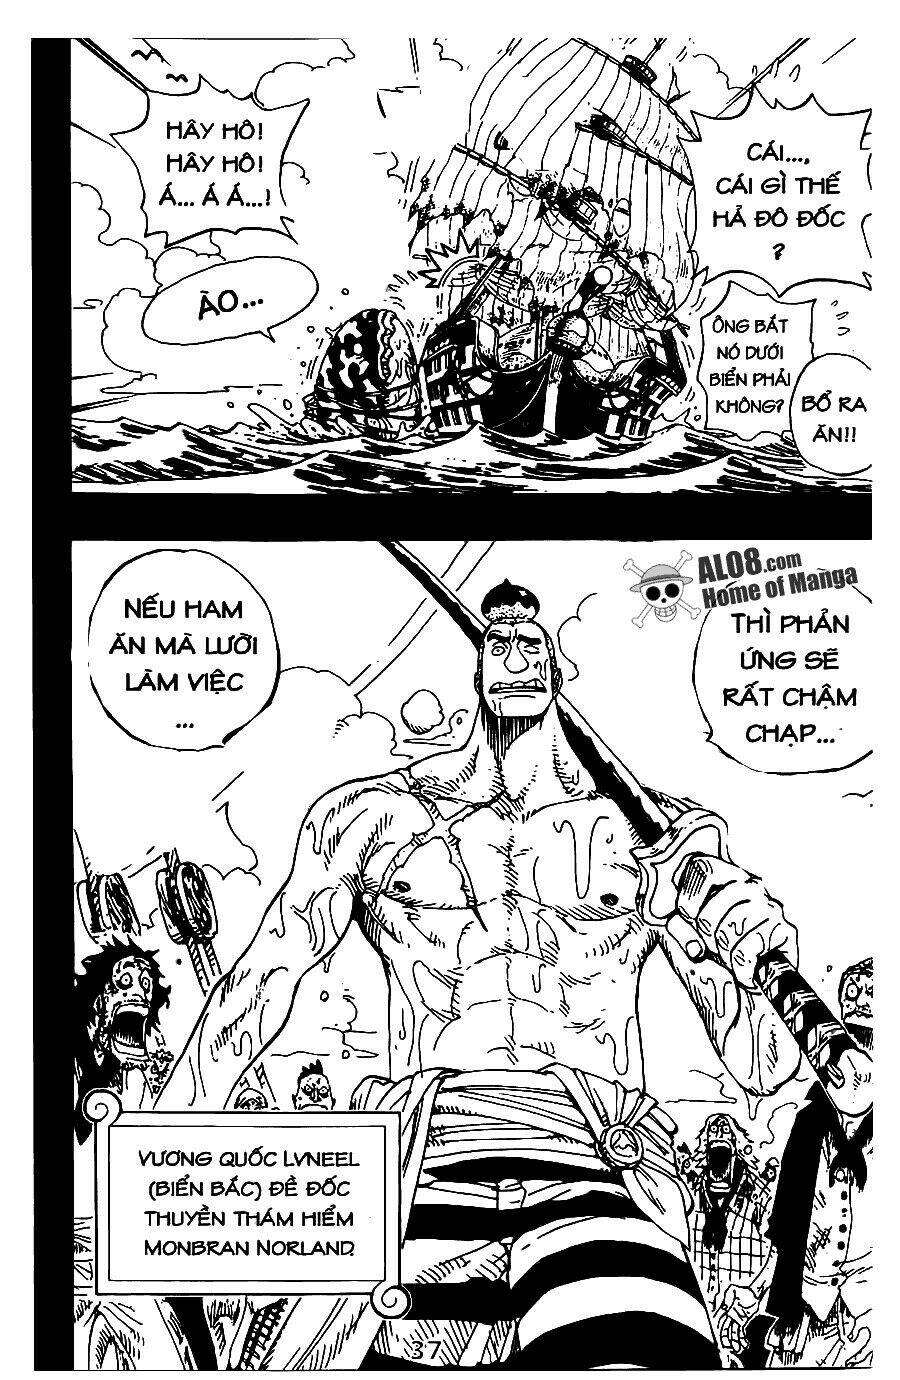 HÂY HÔ!
HÂY HÔ!
Á... Á Á...!
ÀO...
CÁI...,
CÁI GÌ THẾ
HẢ ĐÔ ĐỐC
?
ÔNG BẮT
NÓ DƯỚI
BIỂN PHẢI
KHÔNG?
BỔ RA
ĂN!!
AL08.com
Home of Manga
NẾU HAM
ĂN MÀ LƯỜI
LÀM VIỆC
...
THÌ PHẢN
ỨNG SẼ
RẤT CHẬM
CHẠP...
VƯƠNG QUỐC LVNEEL
(BIỂN BẮC) ĐỀ ĐỐC
THUYỀN THÁM HIỂM
MONBRAN NORLAND.
37